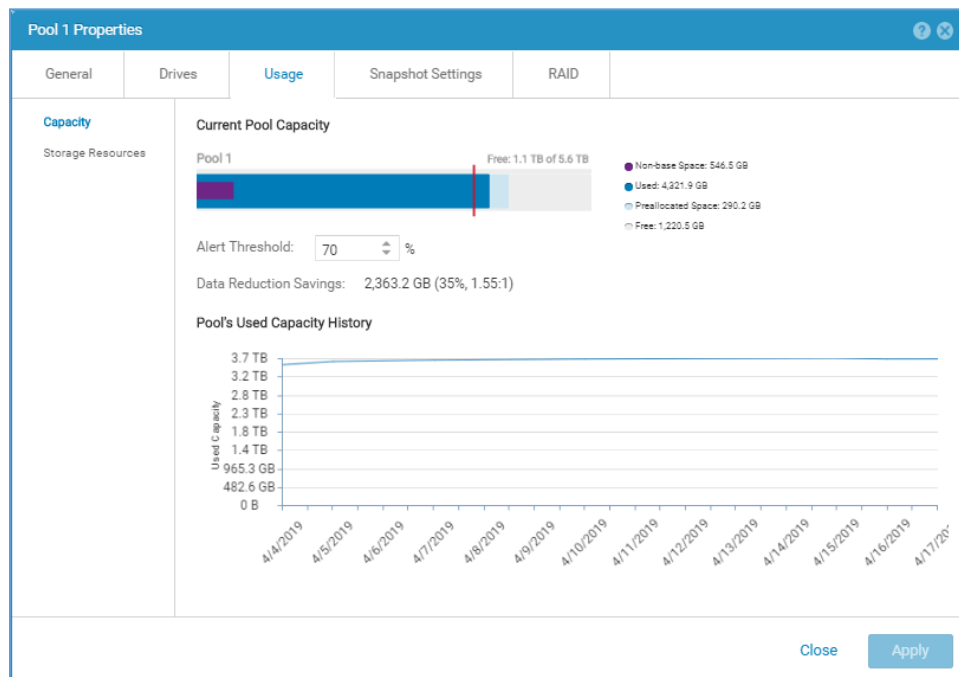 Pool 1 Properties
General Drives Usage Snapshot Settings RAID
Capacity
Storage Resources
Current Pool Capacity
Pool 1 Free: 1.1 TB of 5.6 TB
Non-base Space: 546.5 GB
Used: 4,321.9 GB
Preallocated Space: 290.2 GB
Free: 1,220.5 GB
Alert Threshold: 70 %
Data Reduction Savings: 2,363.2 GB (35%, 1.55:1)
Pool's Used Capacity History
Used Capacity
3.7 TB
3.2 TB
2.8 TB
2.3 TB
1.8 TB
1.4 TB
965.3 GB
482.6 GB
0 B
4/4/2019 4/5/2019 4/6/2019 4/7/2019 4/8/2019 4/9/2019 4/10/2019 4/11/2019 4/12/2019 4/13/2019 4/14/2019 4/15/2019 4/16/2019 4/17/20
Close Apply